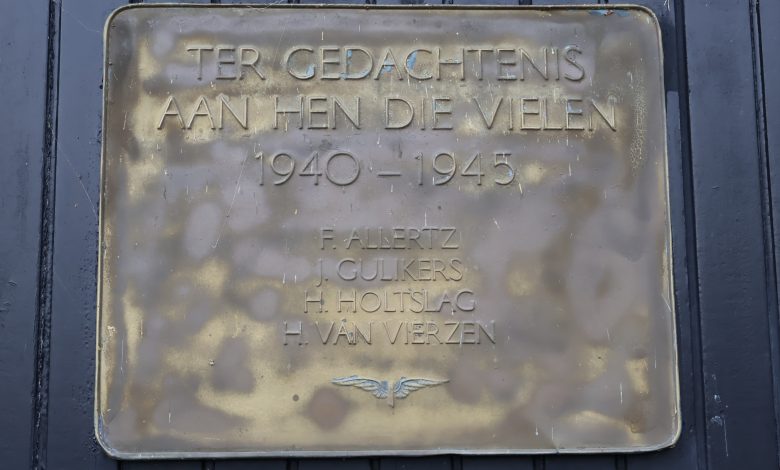 TER GEDACHTENIS
AAN HEN DIE VIELEN
1940 – 1945
F. ALLERTZ
J. GULIKERS
H. HOLTSLAG
H. VAN VIERZEN